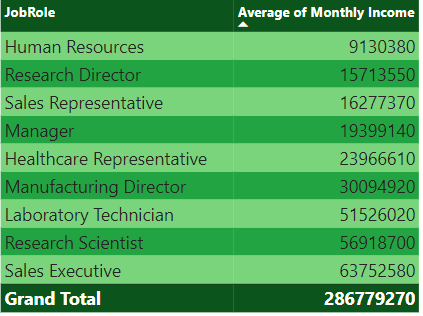 JobRole Average of Monthly Income
Human Resources 9130380
Research Director 15713550
Sales Representative 16277370
Manager 19399140
Healthcare Representative 23966610
Manufacturing Director 30094920
Laboratory Technician 51526020
Research Scientist 56918700
Sales Executive 63752580
Grand Total 286779270